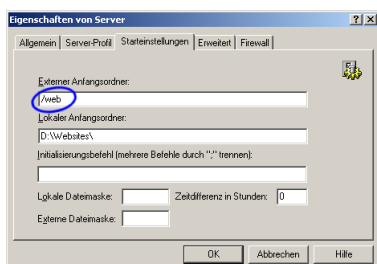 Eigenschaften von Server
Allgemein Server-Profil Starteinstellungen Erweitert Firewall
Externer Anfangsordner:
/web
Lokaler Anfangsordner:
D:\Websites\
Initialisierungsbefehl (mehrere Befehle durch ";" trennen):
Lokale Dateimaske: Zeitdifferenz in Stunden: 0
Externe Dateimaske:
OK Abbrechen Hilfe